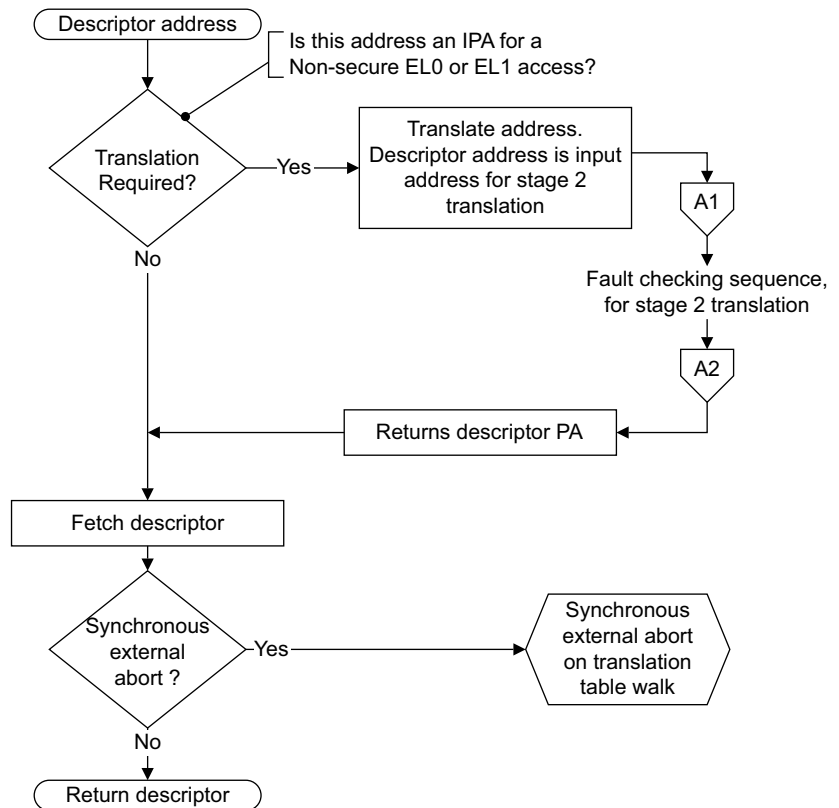 Descriptor address
Is this address an IPA for a
Non-secure EL0 or EL1 access?
Translation
Required?
Yes
Translate address.
Descriptor address is input
address for stage 2
translation
A1
No
Fault checking sequence,
for stage 2 translation
A2
Returns descriptor PA
Fetch descriptor
Synchronous
external
abort ?
Yes
Synchronous
external abort
on translation
table walk
No
Return descriptor